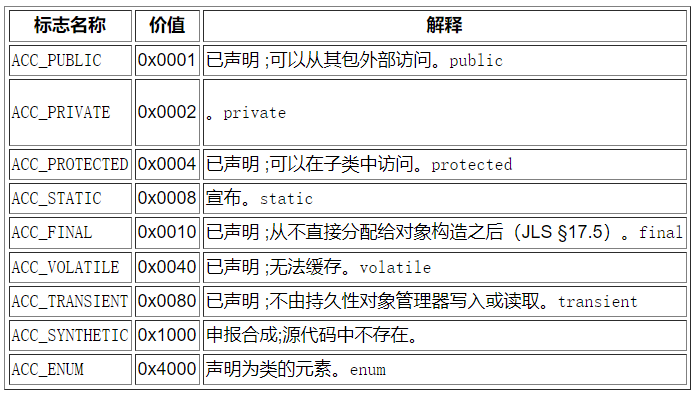 标志名称 价值 解释
ACC_PUBLIC 0x0001 已声明 ;可以从其包外部访问。public
ACC_PRIVATE 0x0002 。private
ACC_PROTECTED 0x0004 已声明 ;可以在子类中访问。protected
ACC_STATIC 0x0008 宣布。static
ACC_FINAL 0x0010 已声明 ;从不直接分配给对象构造之后（JLS §17.5）。final
ACC_VOLATILE 0x0040 已声明 ;无法缓存。volatile
ACC_TRANSIENT 0x0080 已声明 ;不由持久性对象管理器写入或读取。transient
ACC_SYNTHETIC 0x1000 申报合成;源代码中不存在。
ACC_ENUM 0x4000 声明为类的元素。enum